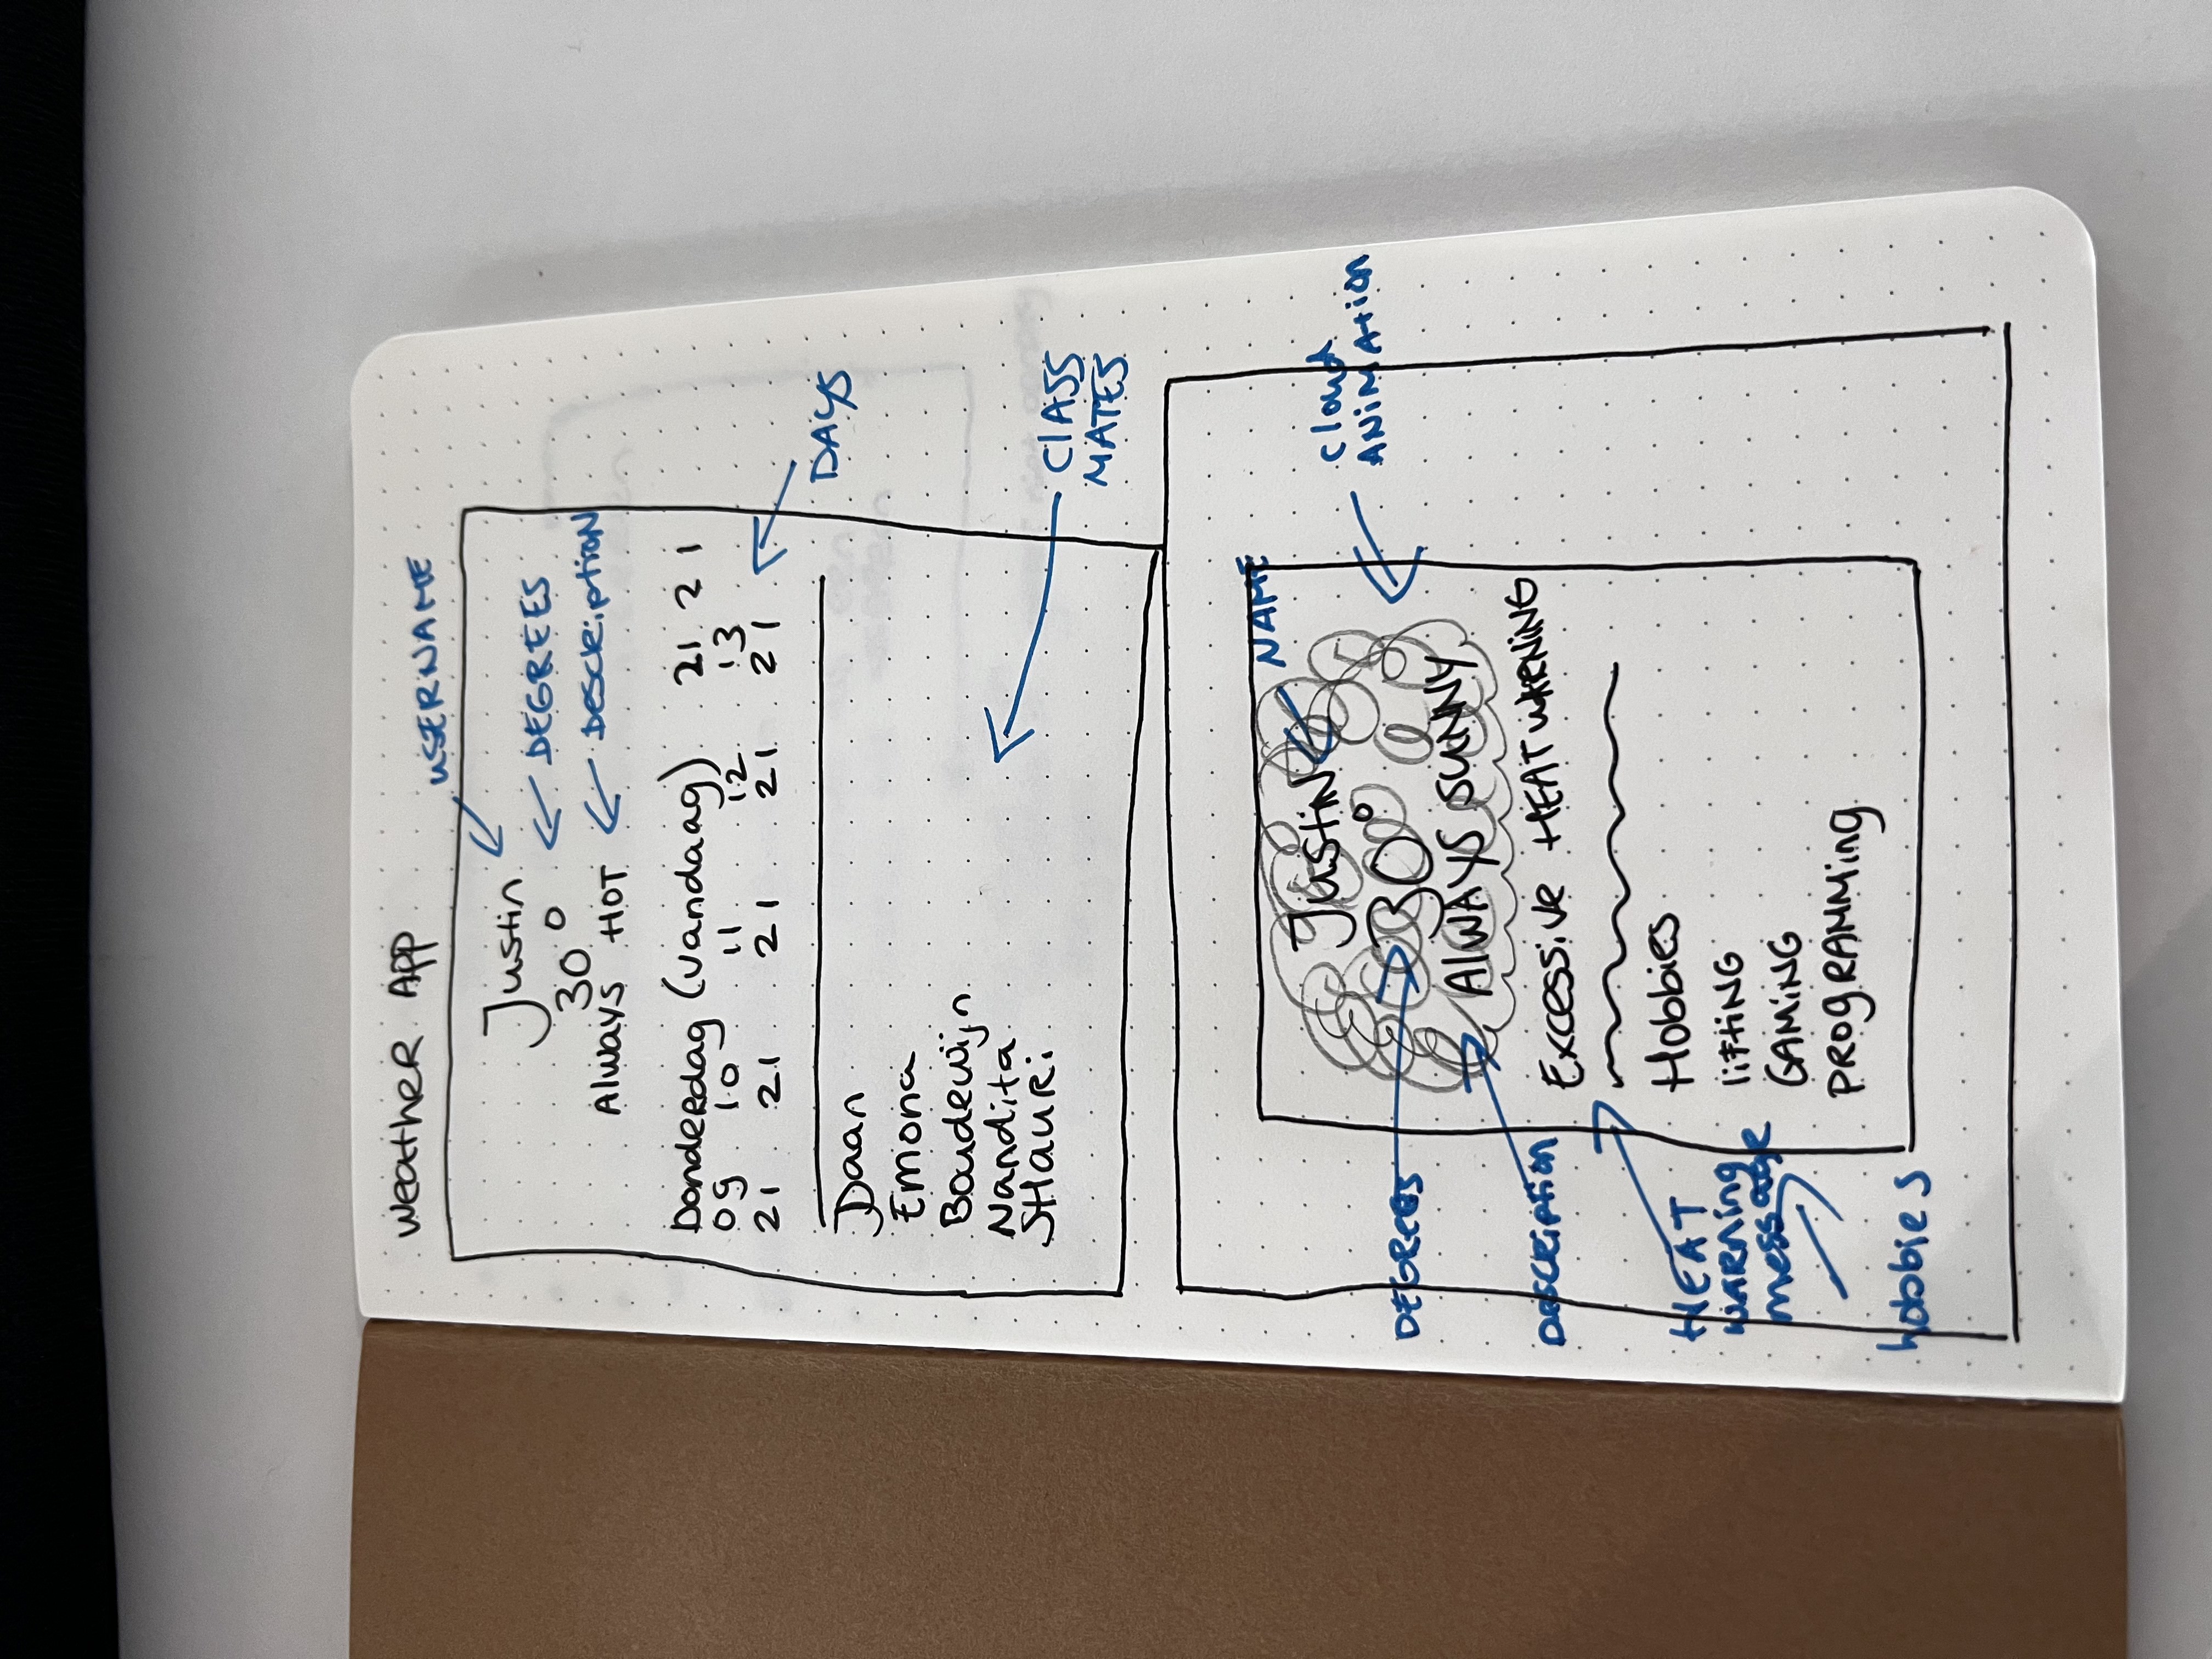 Weather App
USERNAME
Justin
30° DEGREES
Always HOT Description
Donderdag (vandaag) 21 21
09 10 11 12 13
21 21 21 21 21
DAYS
Daan
Emona
Boudewijn
Nandita
SHauri
ClASS
MATES
NAME
Justin
cloud
ANiMAtion
DEGREES
30°
AlWAYS SUNNY
Description
Excessive HEAT WARNiNG
HEAT
WARNing
message
Hobbies
liftiNG
GAMiNG
PROgRAMMing
hobbies